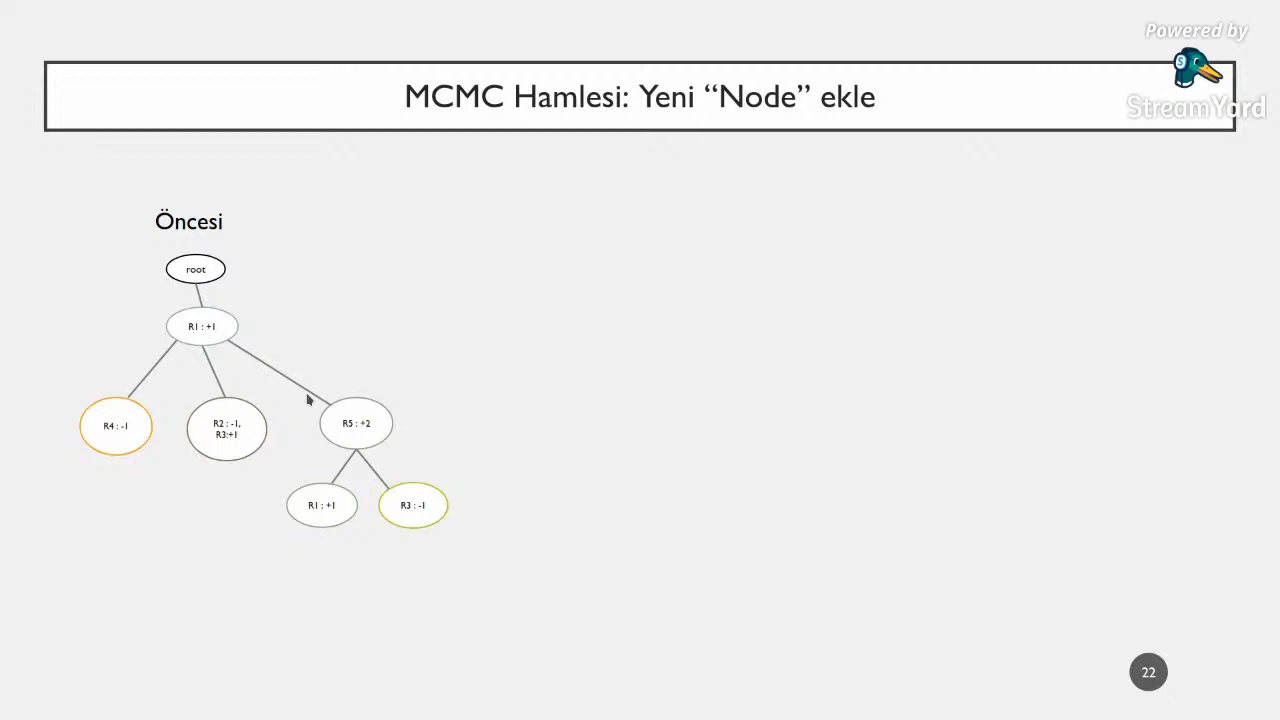 Powered by
StreamYard
MCMC Hamlesi: Yeni “Node” ekle
Öncesi
root
R1 : +1
R4 : -1
R2 : -1,
R3:+1
R5 : +2
R1 : +1
R3 : -1
22